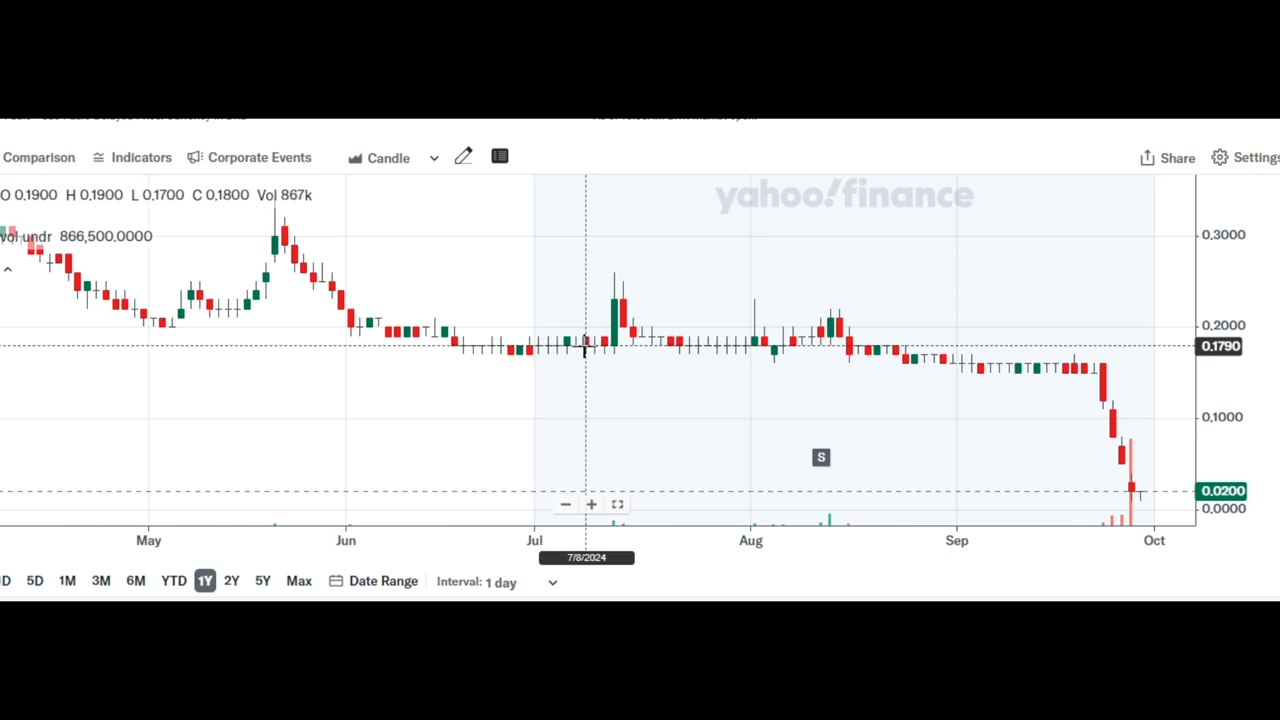 Comparison Indicators Corporate Events Candle Share Settings
O 0.1900 H 0.1900 L 0.1700 C 0.1800 Vol 867k
yahoo!finance
vol undr 866,500.0000
0.3000
0.2000
0.1790
0.1000
S
0.0200
0.0000
May Jun Jul Aug Sep Oct
7/8/2024
5D 1M 3M 6M YTD 1Y 2Y 5Y Max Date Range Interval: 1 day